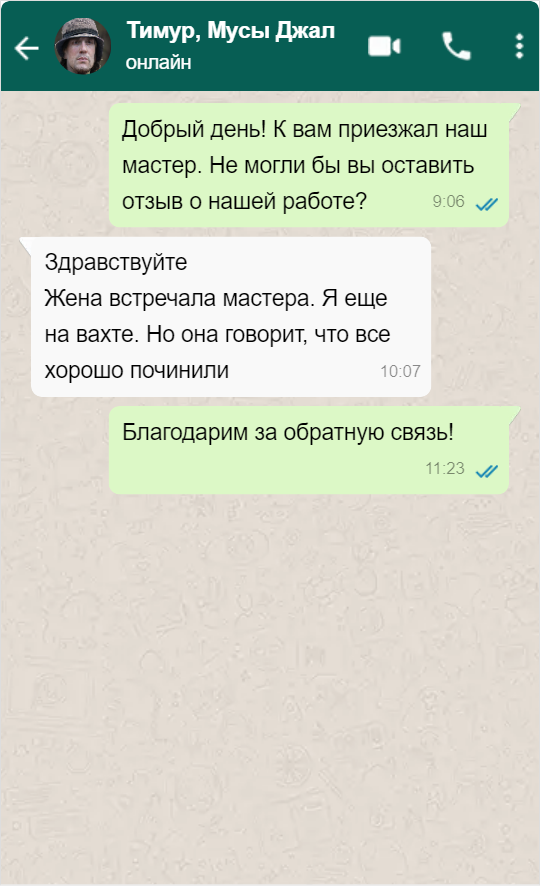 Тимур, Мусы Джал
онлайн
Добрый день! К вам приезжал наш
мастер. Не могли бы вы оставить
отзыв о нашей работе?
9:06
Здравствуйте
Жена встречала мастера. Я еще
на вахте. Но она говорит, что все
хорошо починили
10:07
Благодарим за обратную связь!
11:23